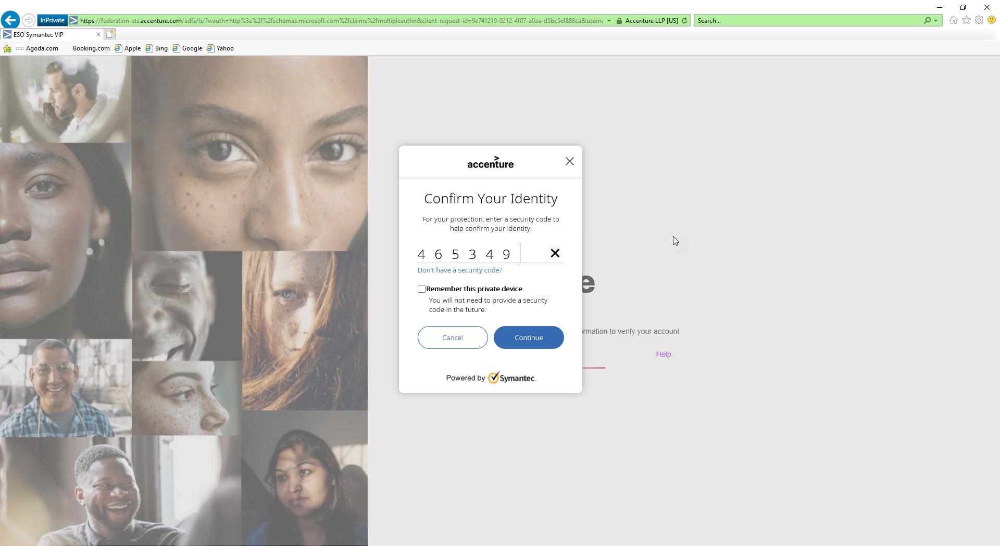 InPrivate
https://federation-sts.accenture.com/adfs/ls/?wauth=http%3a%2f%2fschemas.microsoft.com%2fclaims%2fmultipleauthn&client-request-id=9e741219-0212-4f07-a0aa-d5bc5ef888ca&userna
Accenture LLP [US]
Search...
ESO Symantec VIP
Agoda.com
Booking.com
Apple
Bing
Google
Yahoo
accenture
Confirm Your Identity
For your protection, enter a security code to
help confirm your identity.
4 6 5 3 4 9
Don't have a security code?
Remember this private device
You will not need to provide a security
code in the future.
Cancel
Continue
Powered by Symantec.
e
ormation to verify your account
Help